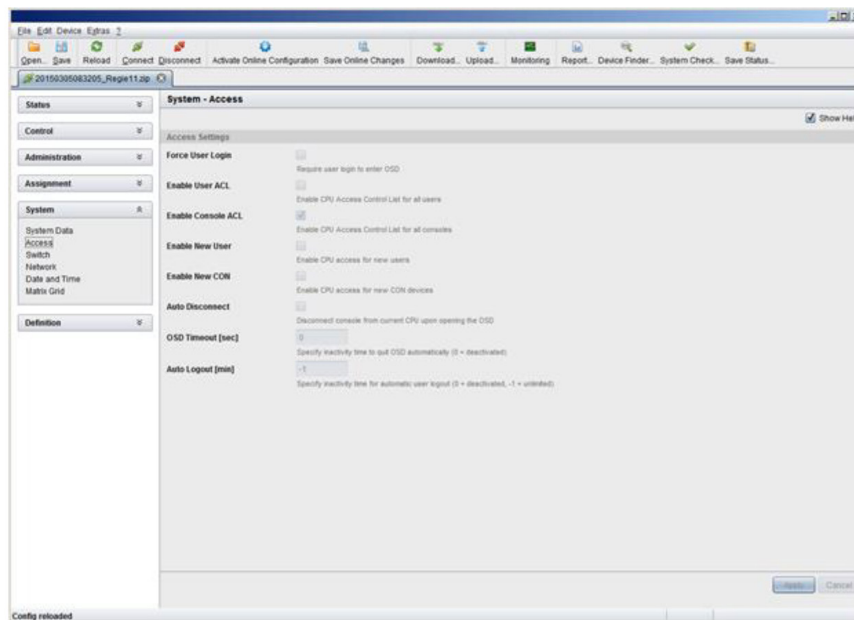 File Edit Device Extras ?
Open... Save Reload Connect Disconnect Activate Online Configuration Save Online Changes Download... Upload... Monitoring Report... Device Finder... System Check... Save Status...
20150305083205_Regie11.zip
Status
Control
Administration
Assignment
System
System Data
Access
Switch
Network
Date and Time
Matrix Grid
Definition
System - Access
Show Hel
Access Settings
Force User Login
Require user login to enter OSD
Enable User ACL
Enable CPU Access Control List for all users
Enable Console ACL
Enable CPU Access Control List for all consoles
Enable New User
Enable CPU access for new users
Enable New CON
Enable CPU access for new CON devices
Auto Disconnect
Disconnect console from current CPU upon opening the OSD
OSD Timeout [sec] 0
Specify inactivity time to quit OSD automatically (0 = deactivated)
Auto Logout [min] -1
Specify inactivity time for automatic user logout (0 = deactivated, -1 = unlimited)
Apply Cancel
Config reloaded